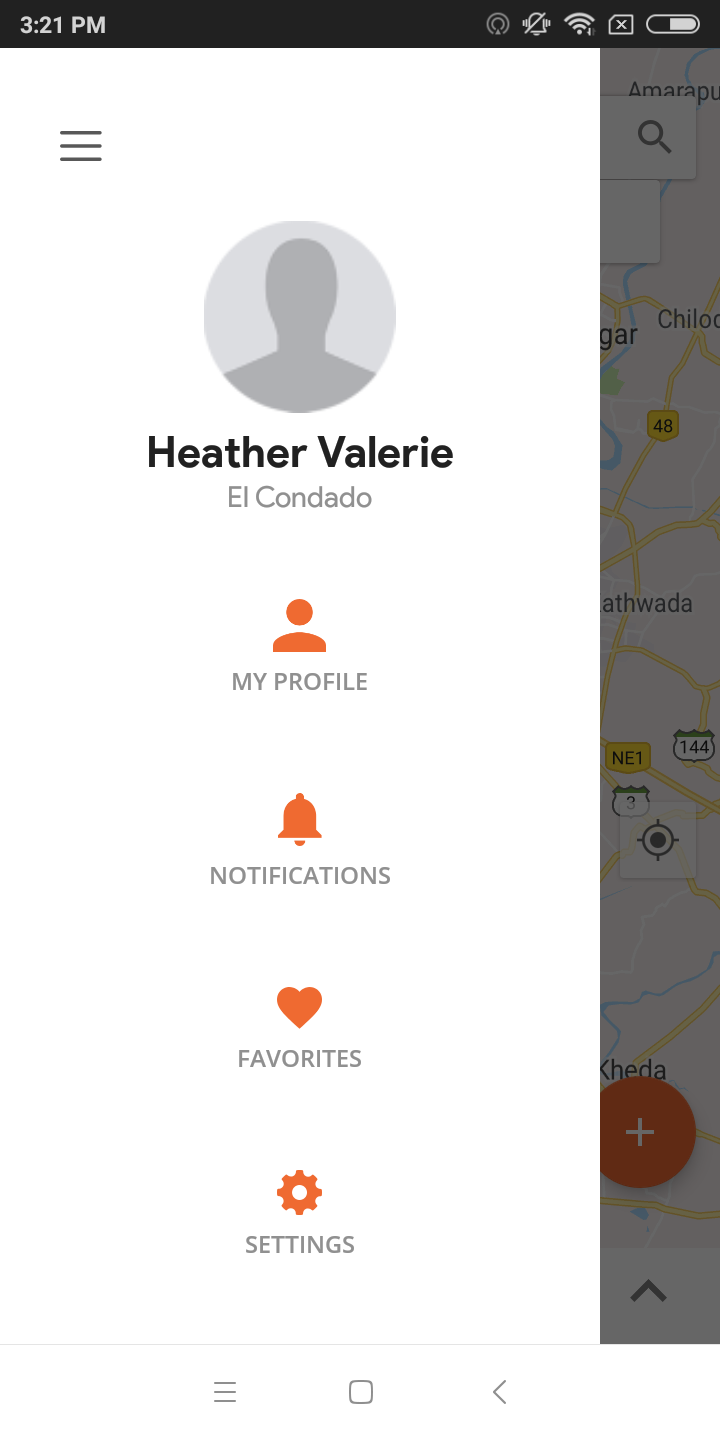 3:21 PM
Amarapu
Chiloc
gar
48
Heather Valerie
El Condado
athwada
MY PROFILE
144
NE1
3
NOTIFICATIONS
FAVORITES
Kheda
SETTINGS